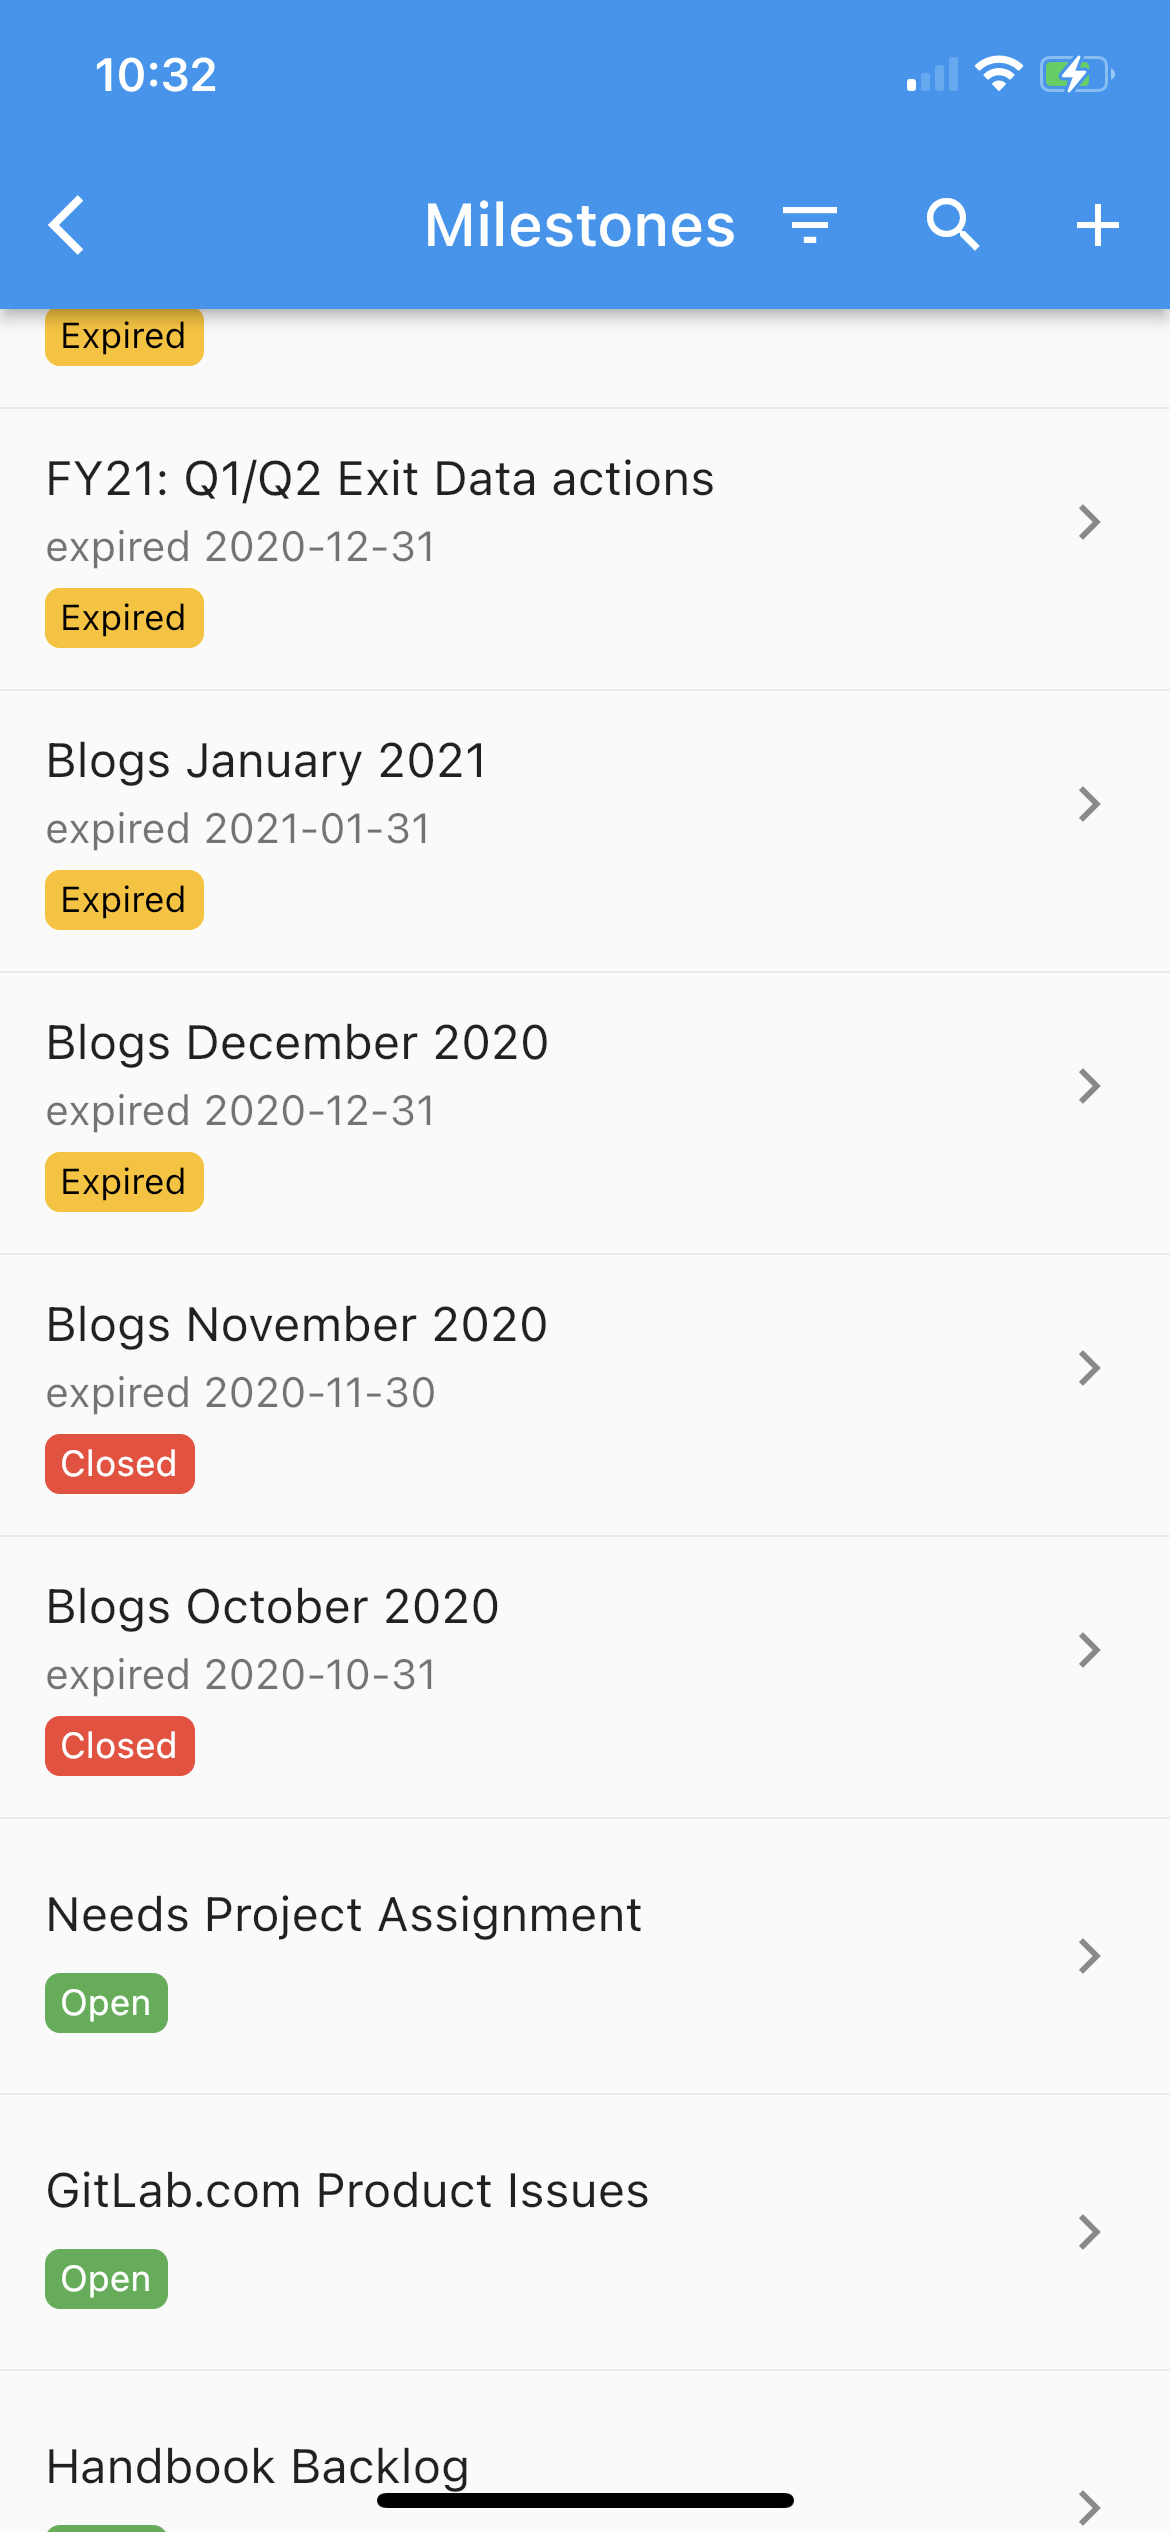 10:32
Milestones
Expired
FY21: Q1/Q2 Exit Data actions
expired 2020-12-31
Expired
Blogs January 2021
expired 2021-01-31
Expired
Blogs December 2020
expired 2020-12-31
Expired
Blogs November 2020
expired 2020-11-30
Closed
Blogs October 2020
expired 2020-10-31
Closed
Needs Project Assignment
Open
GitLab.com Product Issues
Open
Handbook Backlog